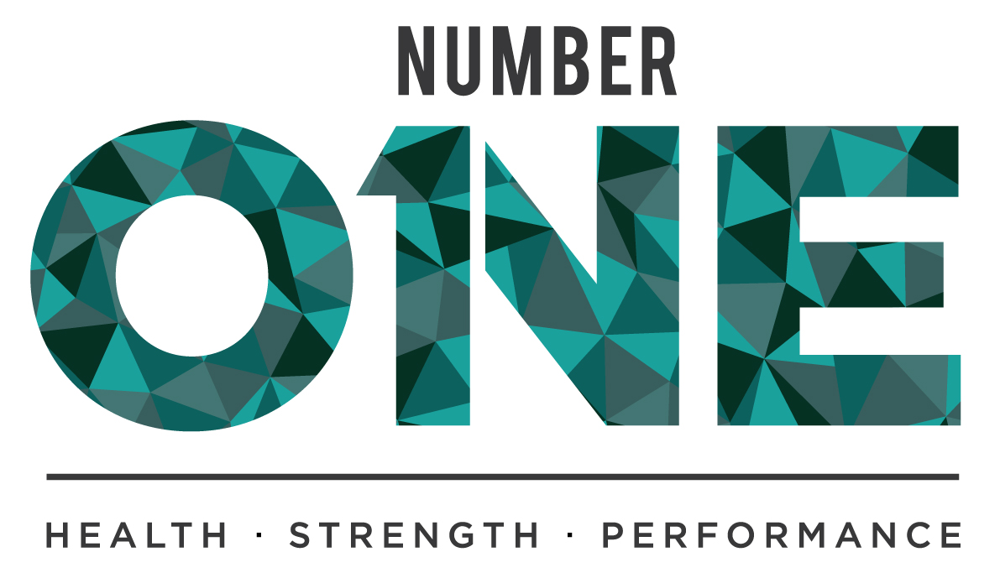 NUMBER
ONE
HEALTH · STRENGTH · PERFORMANCE